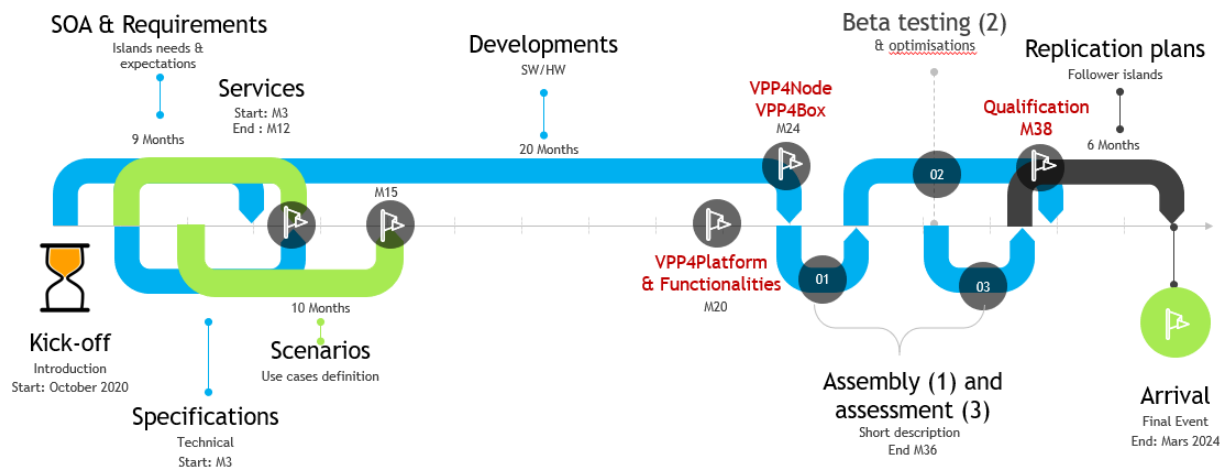 SOA & Requirements
Islands needs &
expectations
9 Months
Services
Start: M3
End : M12
M15
Developments
SW/HW
20 Months
VPP4Node
VPP4Box
M24
Beta testing (2)
& optimisations
02
Qualification
M38
Replication plans
Follower islands
6 Months
Kick-off
Introduction
Start: October 2020
Specifications
Technical
Start: M3
10 Months
Scenarios
Use cases definition
VPP4Platform
& Functionalities
M20
01
03
Assembly (1) and
assessment (3)
Short description
End M36
Arrival
Final Event
End: Mars 2024